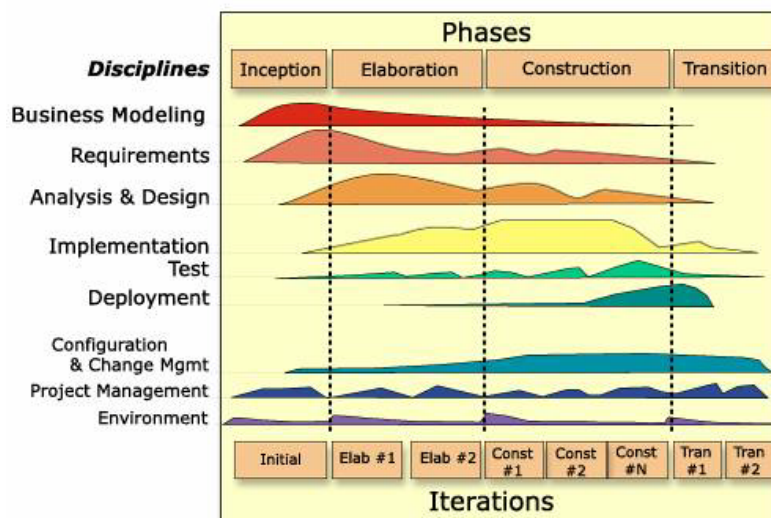 Phases
Disciplines
Inception
Elaboration
Construction
Transition
Business Modeling
Requirements
Analysis & Design
Implementation
Test
Deployment
Configuration
& Change Mgmt
Project Management
Environment
Initial
Elab #1
Elab #2
Const
#1
Const
#2
Const
#N
Tran
#1
Tran
#2
Iterations